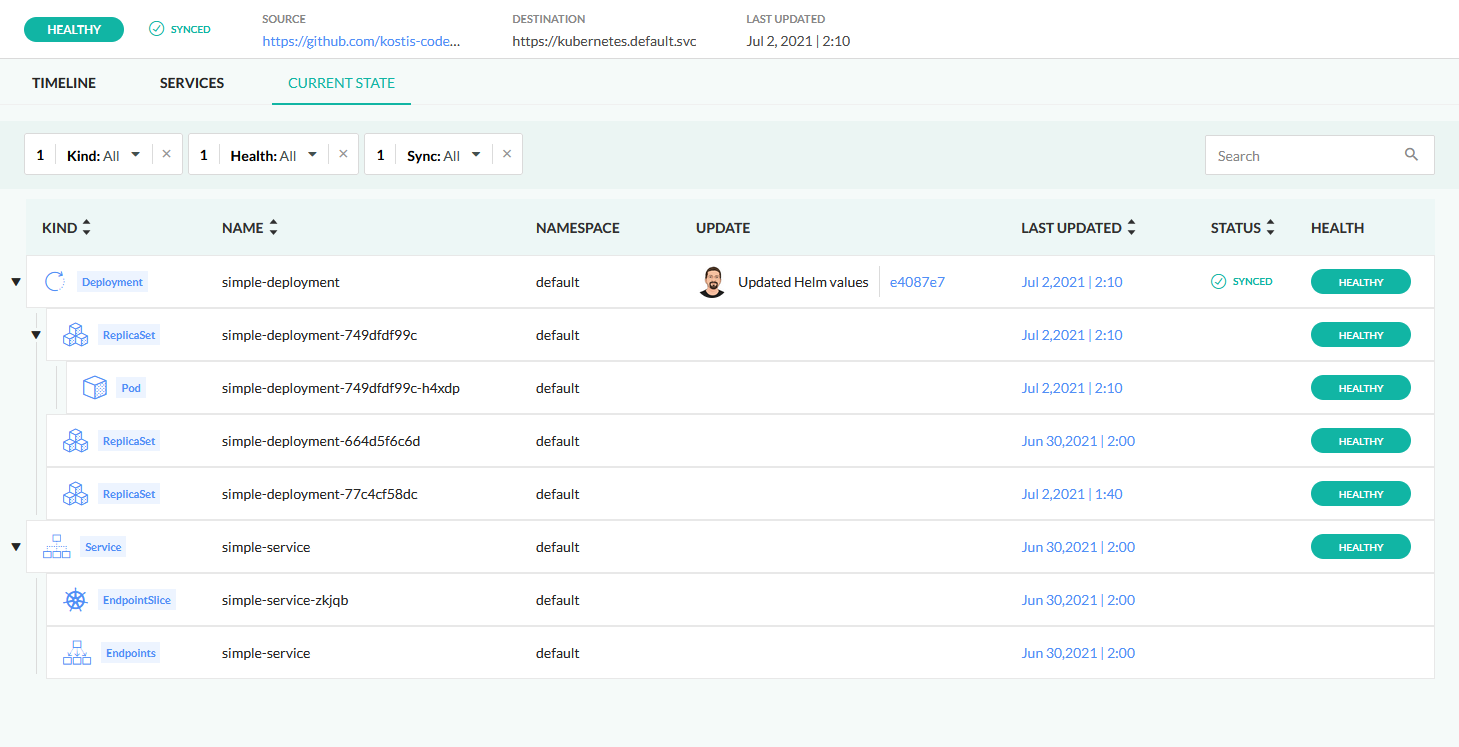 HEALTHY SYNCED SOURCE DESTINATION LAST UPDATED
https://github.com/kostis-code... https://kubernetes.default.svc Jul 2, 2021 | 2:10
TIMELINE SERVICES CURRENT STATE
1 Kind: All 1 Health: All 1 Sync: All Search
KIND NAME NAMESPACE UPDATE LAST UPDATED STATUS HEALTH
Deployment simple-deployment default Updated Helm values e4087e7 Jul 2,2021 | 2:10 SYNCED HEALTHY
ReplicaSet simple-deployment-749dfdf99c default Jul 2,2021 | 2:10 HEALTHY
Pod simple-deployment-749dfdf99c-h4xdp default Jul 2,2021 | 2:10 HEALTHY
ReplicaSet simple-deployment-664d5f6c6d default Jun 30,2021 | 2:00 HEALTHY
ReplicaSet simple-deployment-77c4cf58dc default Jul 2,2021 | 1:40 HEALTHY
Service simple-service default Jun 30,2021 | 2:00 HEALTHY
EndpointSlice simple-service-zkjqb default Jun 30,2021 | 2:00
Endpoints simple-service default Jun 30,2021 | 2:00